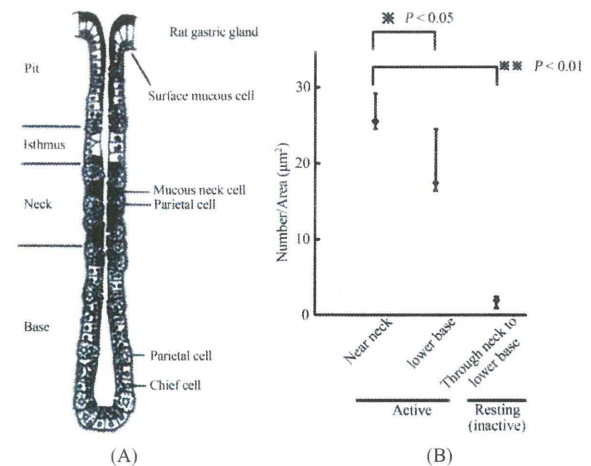 Rat gastric gland
Pit
Surface mucous cell
Isthmus
Mucous neck cell
Neck
Parietal cell
Base
Parietal cell
Chief cell
(A)
※ P < 0.05
※※ P < 0.01
Number/Area (μm²)
30
20
10
0
Near neck
lower base
Through neck to
lower base
Active
Resting
(inactive)
(B)